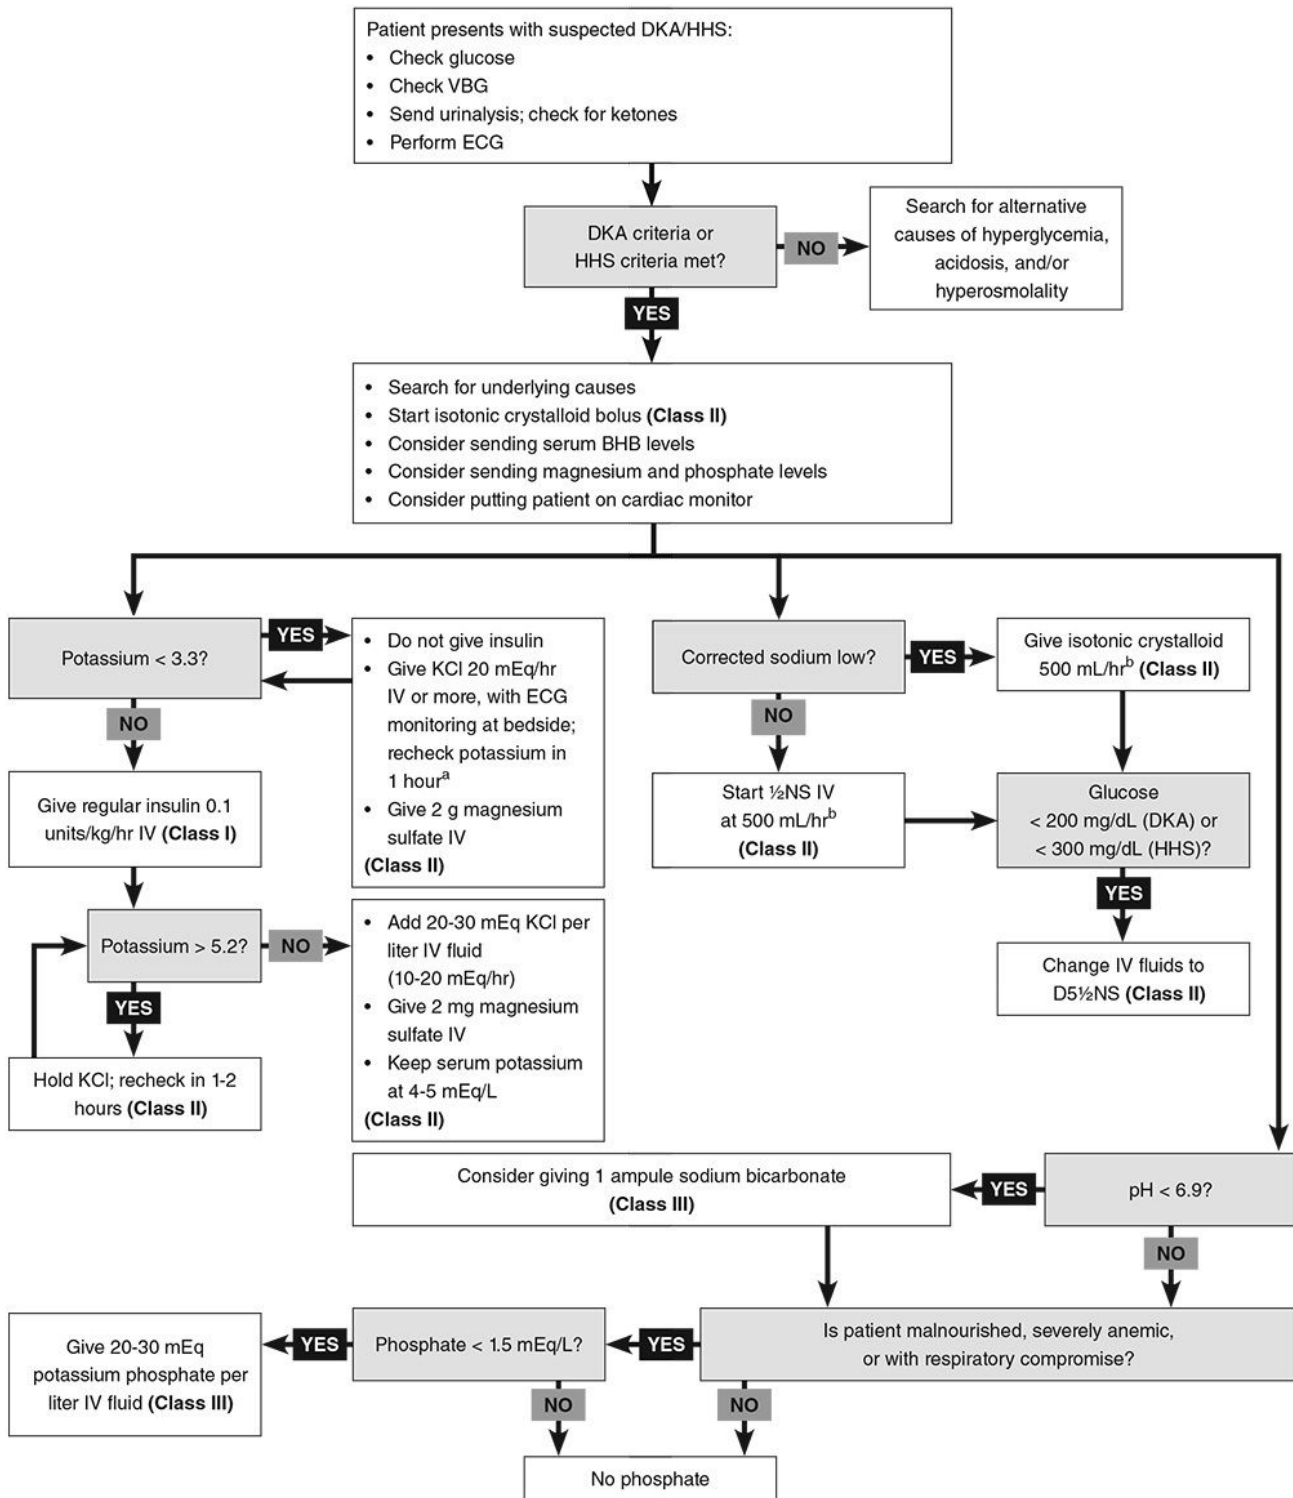 Patient presents with suspected DKA/HHS:
• Check glucose
• Check VBG
• Send urinalysis; check for ketones
• Perform ECG
DKA criteria or
HHS criteria met?
NO
Search for alternative
causes of hyperglycemia,
acidosis, and/or
hyperosmolality
YES
• Search for underlying causes
• Start isotonic crystalloid bolus (Class II)
• Consider sending serum BHB levels
• Consider sending magnesium and phosphate levels
• Consider putting patient on cardiac monitor
Potassium < 3.3?
YES
• Do not give insulin
• Give KCl 20 mEq/hr
IV or more, with ECG
monitoring at bedside;
recheck potassium in
1 hourᵃ
• Give 2 g magnesium
sulfate IV
(Class II)
NO
Give regular insulin 0.1
units/kg/hr IV (Class I)
Potassium > 5.2?
NO
• Add 20-30 mEq KCl per
liter IV fluid
(10-20 mEq/hr)
• Give 2 mg magnesium
sulfate IV
• Keep serum potassium
at 4-5 mEq/L
(Class II)
YES
Hold KCl; recheck in 1-2
hours (Class II)
Corrected sodium low?
YES
Give isotonic crystalloid
500 mL/hrᵇ (Class II)
NO
Start ½NS IV
at 500 mL/hrᵇ
(Class II)
Glucose
< 200 mg/dL (DKA) or
< 300 mg/dL (HHS)?
YES
Change IV fluids to
D5½NS (Class II)
pH < 6.9?
YES
Consider giving 1 ampule sodium bicarbonate
(Class III)
NO
Is patient malnourished, severely anemic,
or with respiratory compromise?
YES
Phosphate < 1.5 mEq/L?
YES
Give 20-30 mEq
potassium phosphate per
liter IV fluid (Class III)
NO
NO
No phosphate